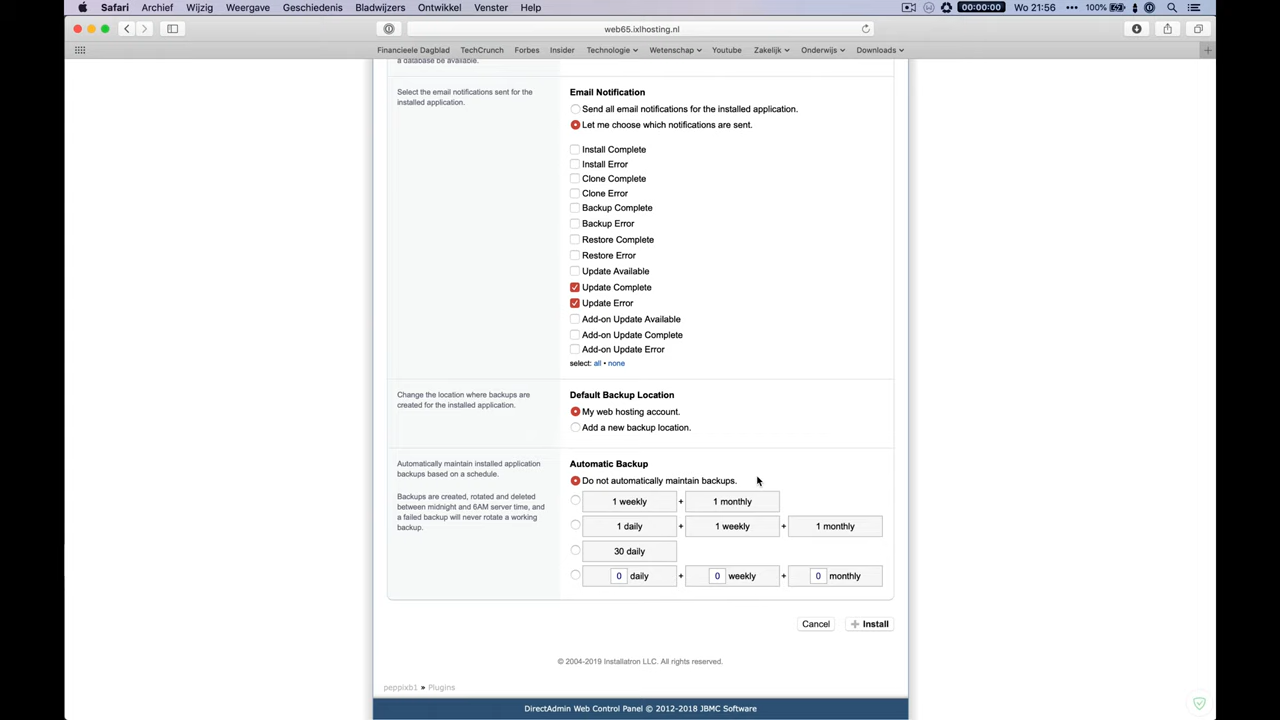 Safari Archief Wijzig Weergave Geschiedenis Bladwijzers Ontwikkel Venster Help 00:00:00 Wo 21:56 100%
web65.ixlhosting.nl
Financieele Dagblad TechCrunch Forbes Insider Technologie Wetenschap Youtube Zakelijk Onderwijs Downloads
a database be available.
Select the email notifications sent for the
installed application.
Email Notification
Send all email notifications for the installed application.
Let me choose which notifications are sent.
Install Complete
Install Error
Clone Complete
Clone Error
Backup Complete
Backup Error
Restore Complete
Restore Error
Update Available
Update Complete
Update Error
Add-on Update Available
Add-on Update Complete
Add-on Update Error
select: all • none
Change the location where backups are
created for the installed application.
Default Backup Location
My web hosting account.
Add a new backup location.
Automatically maintain installed application
backups based on a schedule.
Backups are created, rotated and deleted
between midnight and 6AM server time, and
a failed backup will never rotate a working
backup.
Automatic Backup
Do not automatically maintain backups.
1 weekly + 1 monthly
1 daily + 1 weekly + 1 monthly
30 daily
0 daily + 0 weekly + 0 monthly
Cancel + Install
© 2004-2019 Installatron LLC. All rights reserved.
peppixb1 » Plugins
DirectAdmin Web Control Panel © 2012-2018 JBMC Software